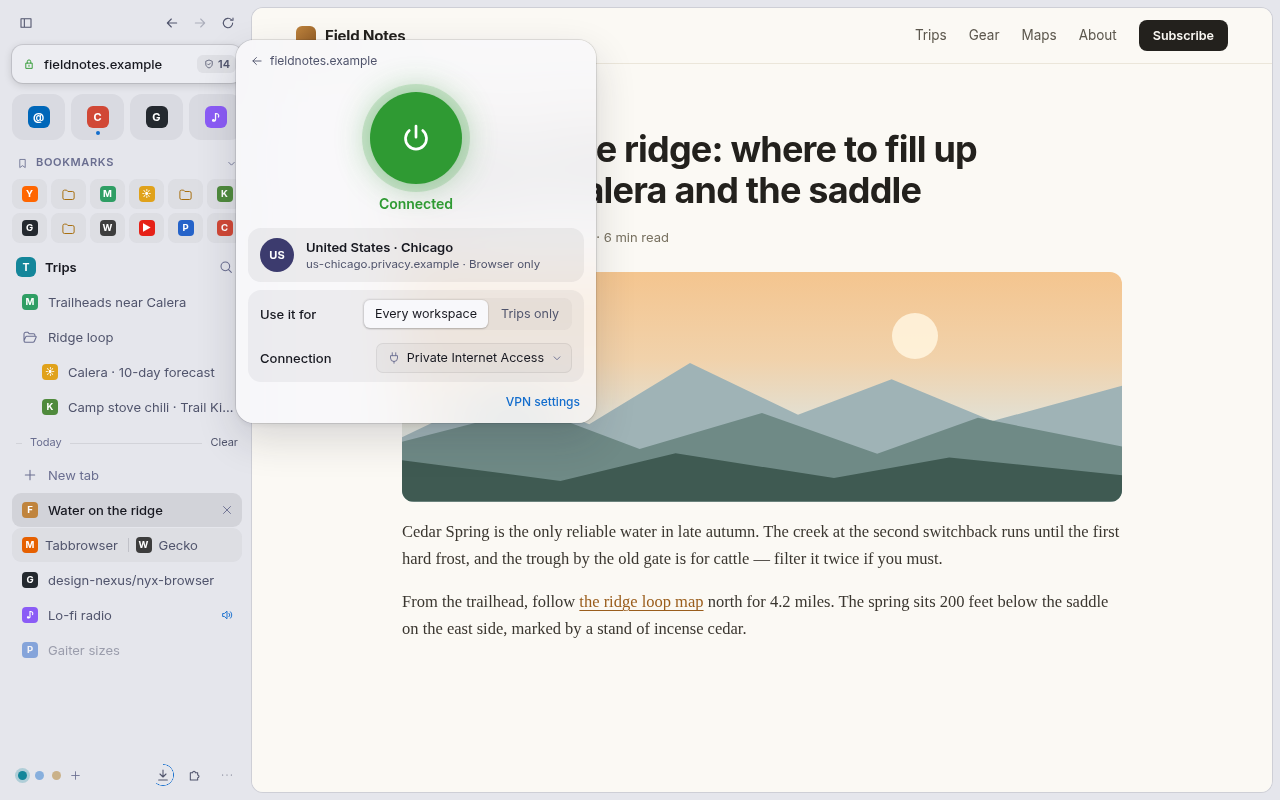 fieldnotes.example
14
@
C
G
BOOKMARKS
Y
M
K
G
W
P
C
T Trips
M Trailheads near Calera
Ridge loop
Calera · 10-day forecast
K Camp stove chili · Trail Ki...
Today
Clear
New tab
F Water on the ridge
M Tabbrowser
W Gecko
G design-nexus/nyx-browser
Lo-fi radio
P Gaiter sizes
fieldnotes.example
Connected
US
United States · Chicago
us-chicago.privacy.example · Browser only
Use it for
Every workspace
Trips only
Connection
Private Internet Access
VPN settings
Field Notes
Trips
Gear
Maps
About
Subscribe
e ridge: where to fill up
alera and the saddle
· 6 min read
Cedar Spring is the only reliable water in late autumn. The creek at the second switchback runs until the first
hard frost, and the trough by the old gate is for cattle — filter it twice if you must.
From the trailhead, follow the ridge loop map north for 4.2 miles. The spring sits 200 feet below the saddle
on the east side, marked by a stand of incense cedar.